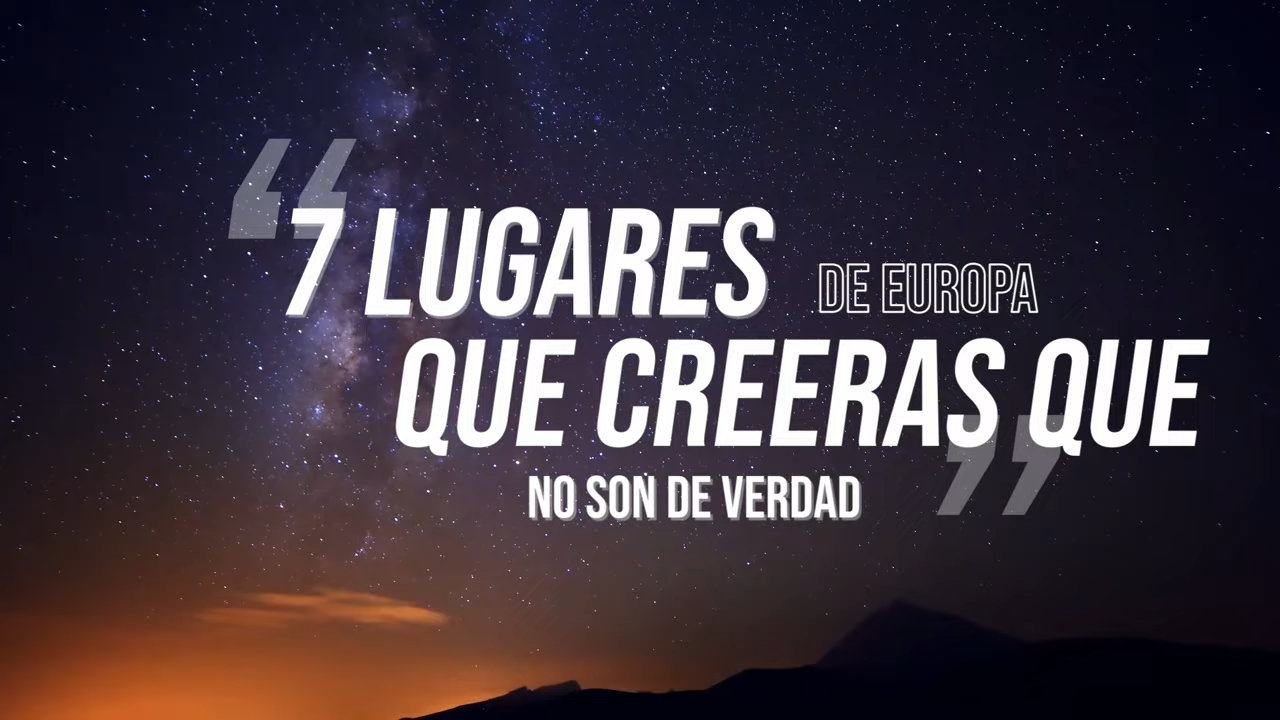 “7 LUGARES DE EUROPA
QUE CREERAS QUE”
NO SON DE VERDAD